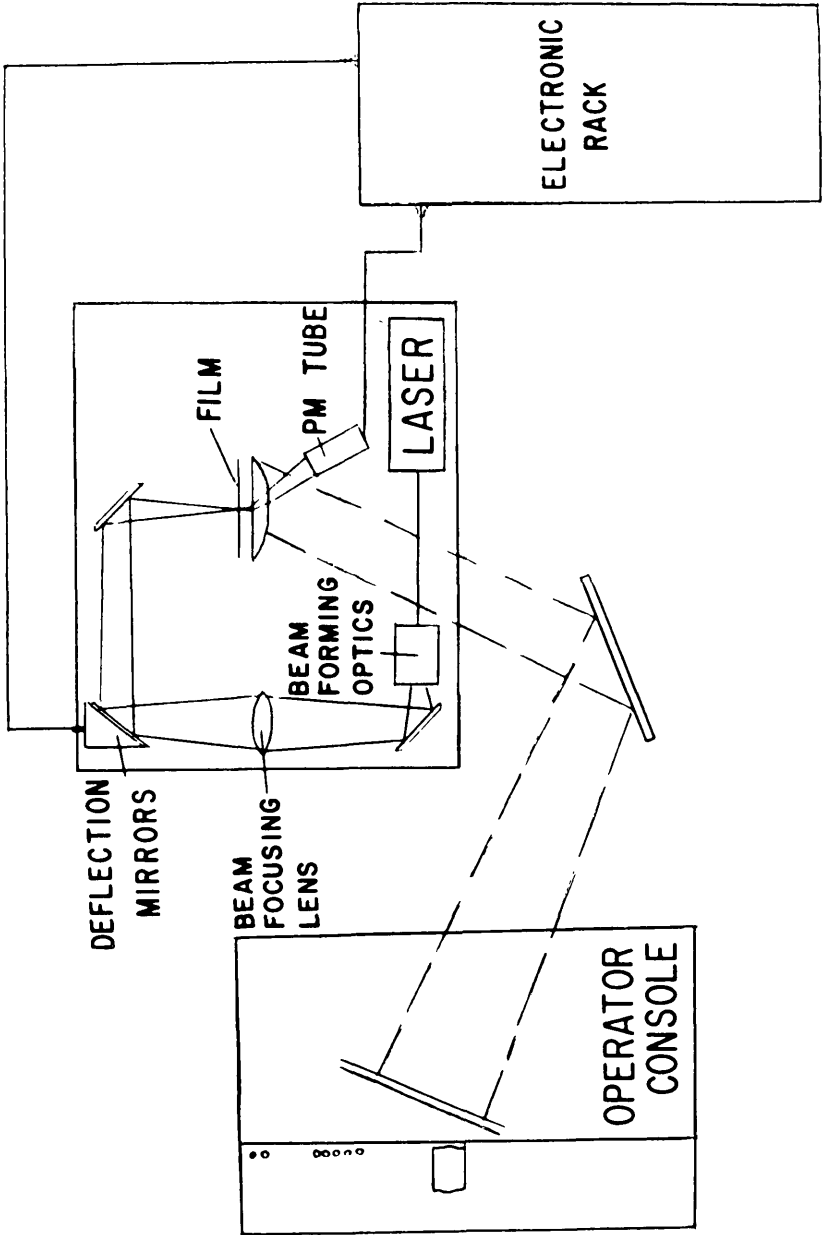 ELECTRONIC
RACK
FILM
PM TUBE
LASER
BEAM
FORMING
OPTICS
DEFLECTION
MIRRORS
BEAM
FOCUSING
LENS
OPERATOR
CONSOLE